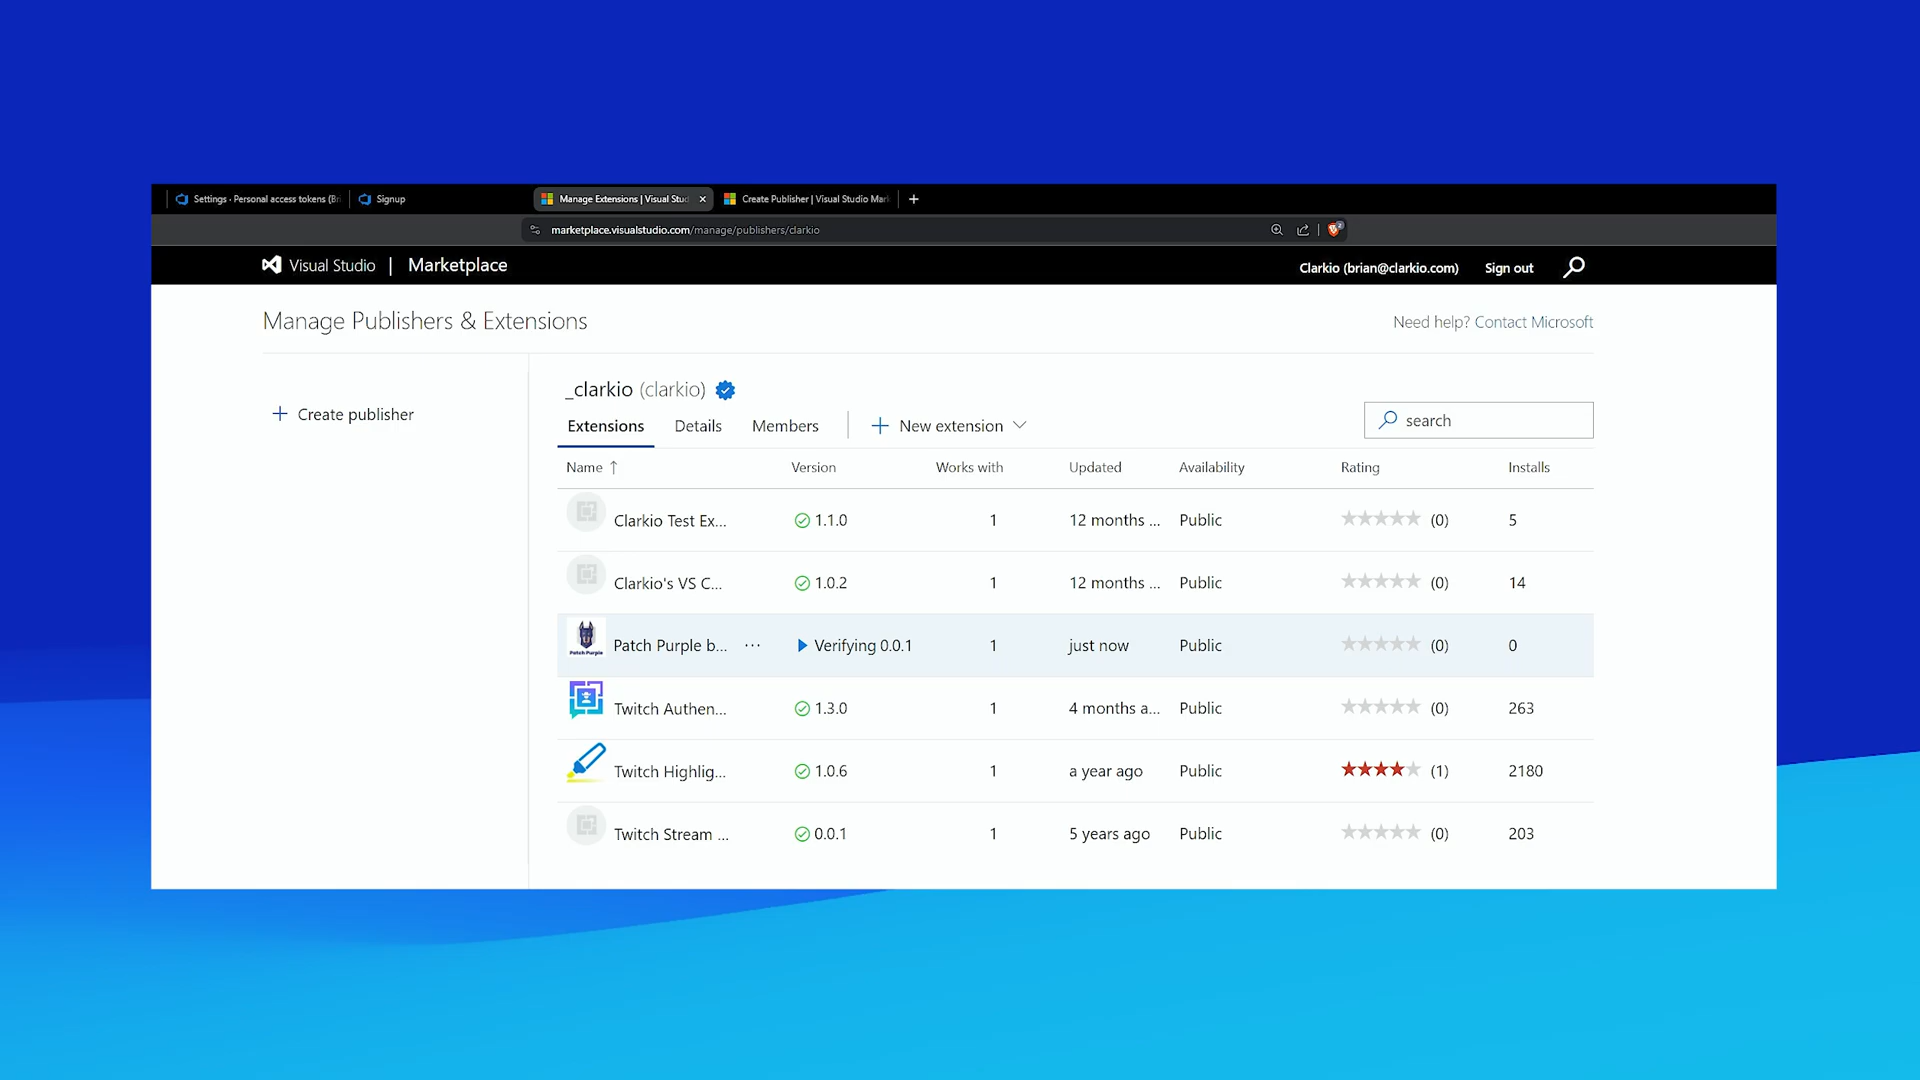 Settings - Personal access tokens (Bri
Signup
Manage Extensions | Visual Stud
Create Publisher | Visual Studio Mark
marketplace.visualstudio.com/manage/publishers/clarkio
Visual Studio | Marketplace
Clarkio (brian@clarkio.com)
Sign out
Manage Publishers & Extensions
Need help? Contact Microsoft
Create publisher
_clarkio (clarkio)
Extensions Details Members New extension
search
Name ↑ Version Works with Updated Availability Rating Installs
Clarkio Test Ex... 1.1.0 1 12 months ... Public (0) 5
Clarkio's VS C... 1.0.2 1 12 months ... Public (0) 14
Patch Purple
Patch Purple b... ... Verifying 0.0.1 1 just now Public (0) 0
Twitch Authen... 1.3.0 1 4 months a... Public (0) 263
Twitch Highlig... 1.0.6 1 a year ago Public (1) 2180
Twitch Stream ... 0.0.1 1 5 years ago Public (0) 203